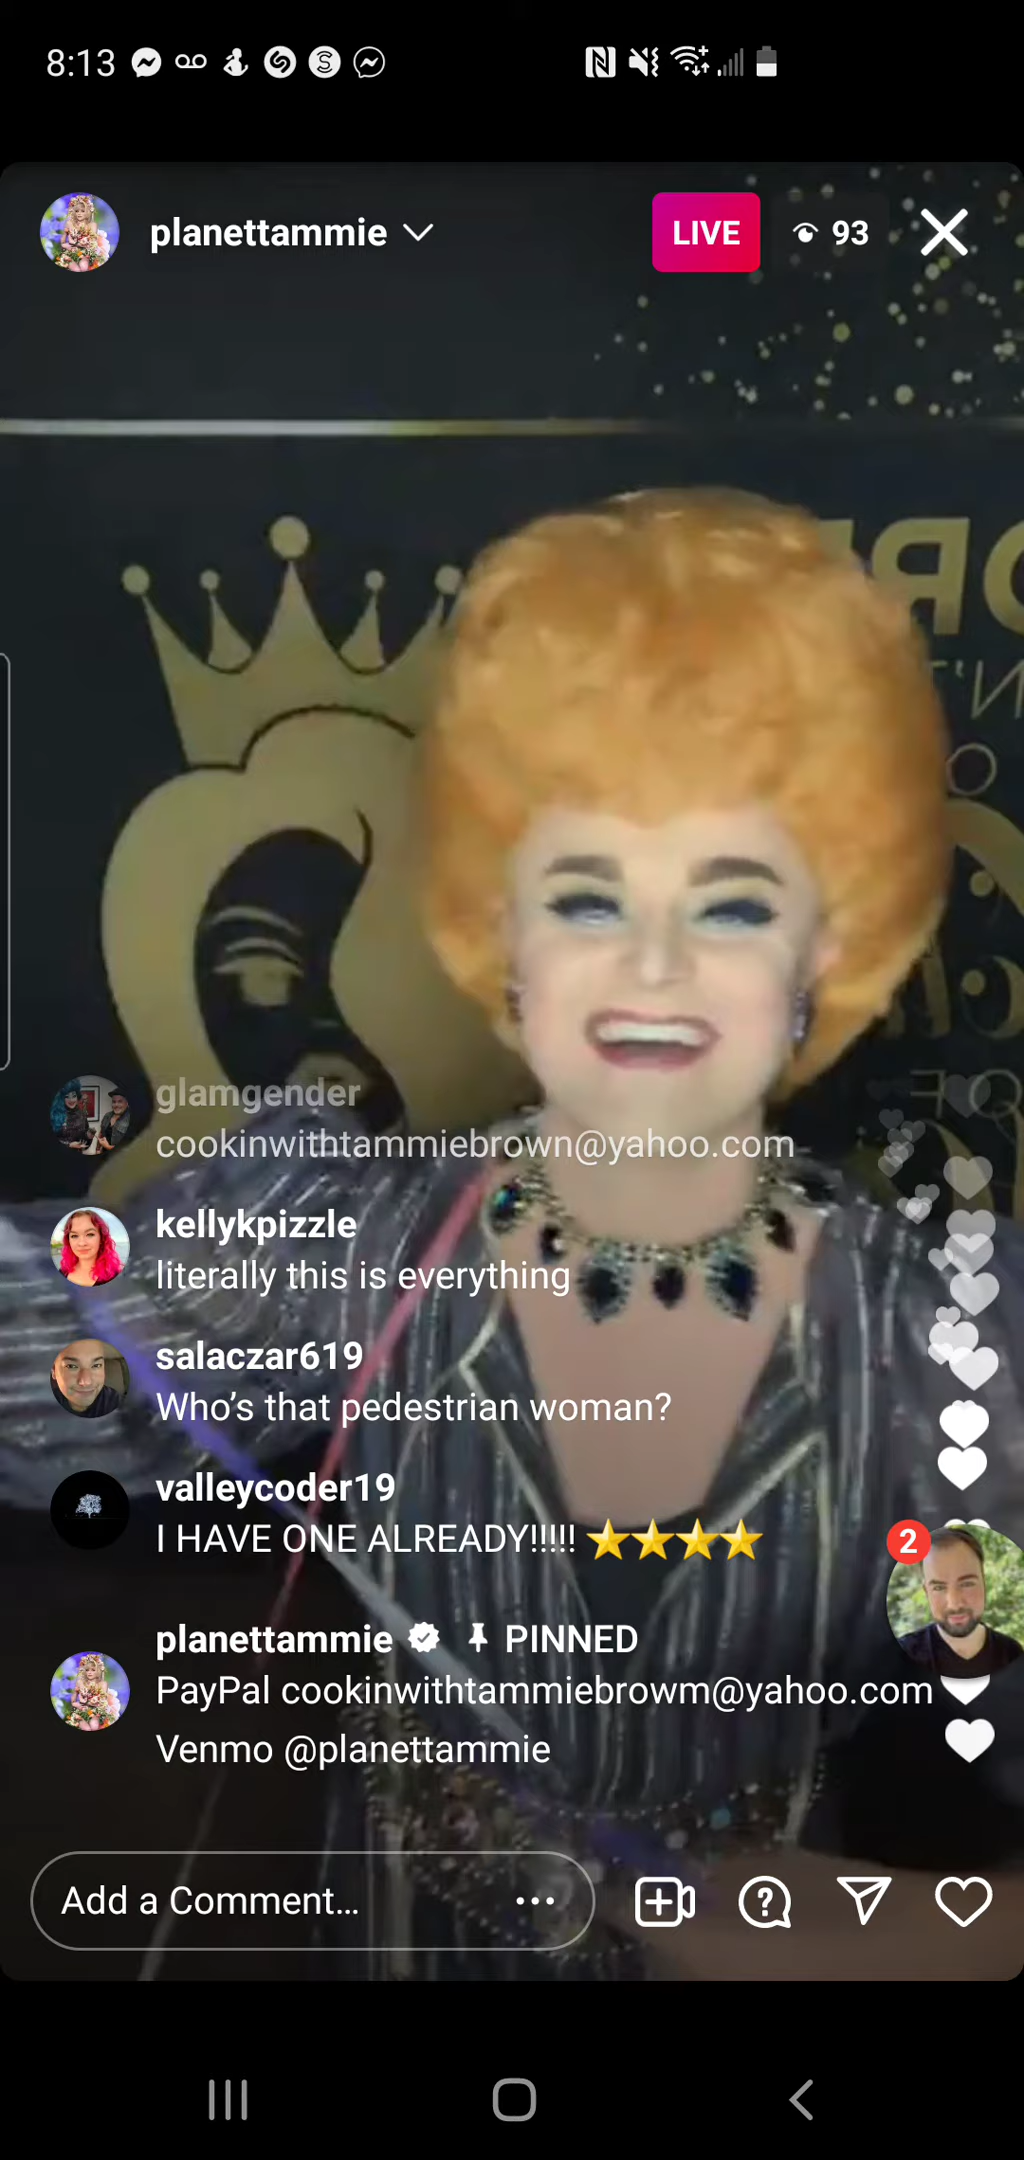 8:13
planettammie
LIVE
93
glamgender
cookinwithtammiebrown@yahoo.com
kellykpizzle
literally this is everything
salaczar619
Who's that pedestrian woman?
valleycoder19
I HAVE ONE ALREADY!!!!! ⭐⭐⭐⭐
2
planettammie PINNED
PayPal cookinwithtammiebrowm@yahoo.com
Venmo @planettammie
Add a Comment...